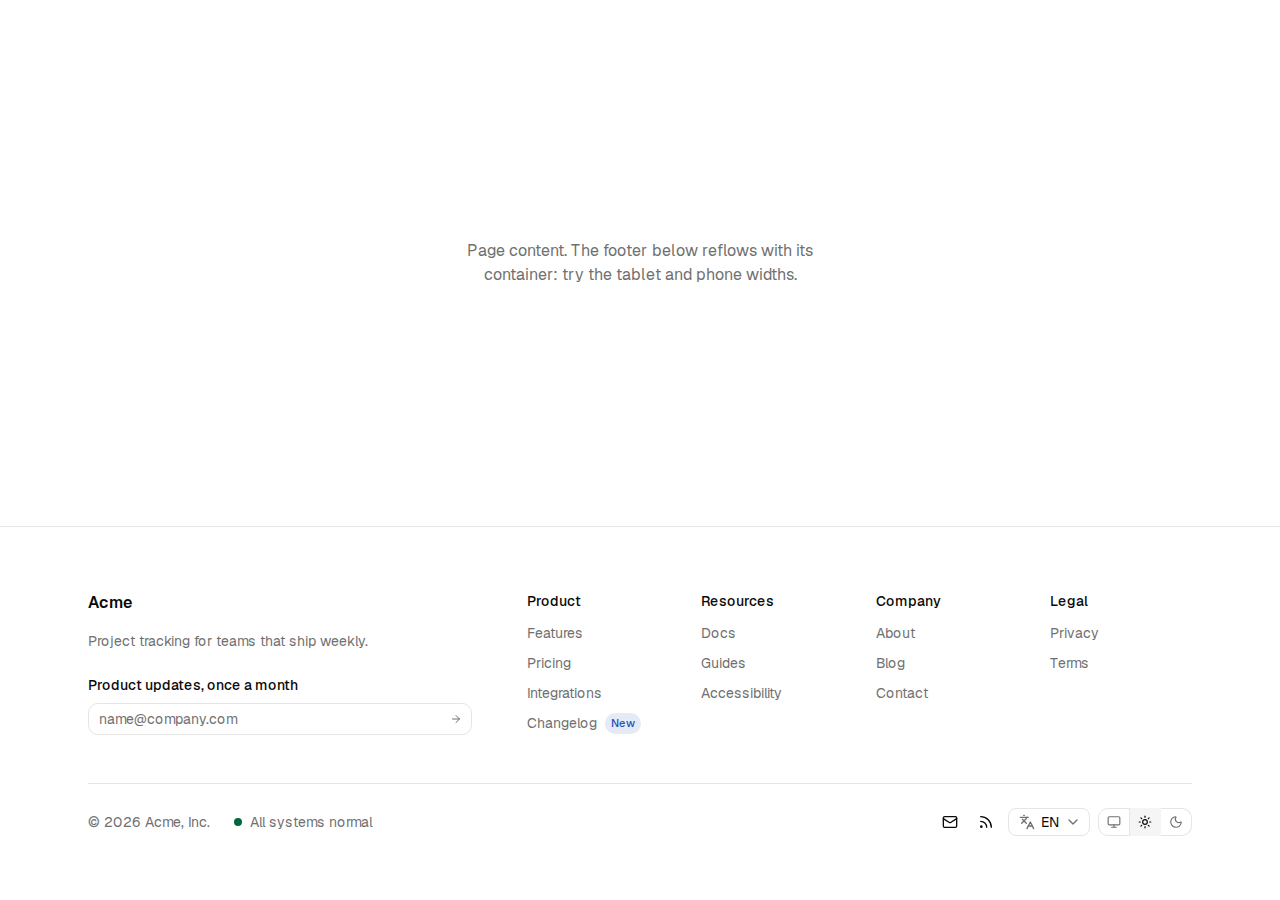 Page content. The footer below reflows with its
container: try the tablet and phone widths.
Acme
Project tracking for teams that ship weekly.
Product updates, once a month
name@company.com
Product
Features
Pricing
Integrations
Changelog New
Resources
Docs
Guides
Accessibility
Company
About
Blog
Contact
Legal
Privacy
Terms
© 2026 Acme, Inc.
All systems normal
EN